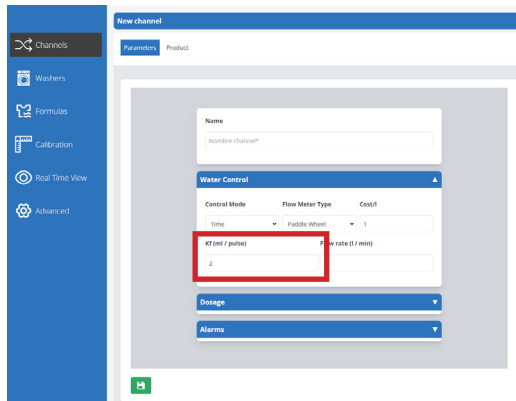 New channel
Channels
Washers
Formulas
Calibration
Real Time View
Advanced
Parameters Product
Name
Nombre channel*
Water Control
Control Mode Flow Meter Type Cost/l
Time Paddle Wheel 1
Kf (ml / pulse) rate (l / min)
2
Dosage
Alarms